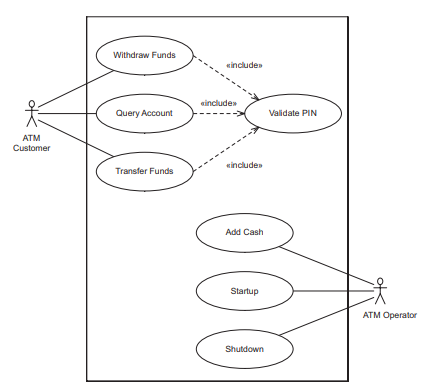 Withdraw Funds
«include»
Query Account
«include»
Validate PIN
ATM
Customer
Transfer Funds
«include»
Add Cash
Startup
ATM Operator
Shutdown